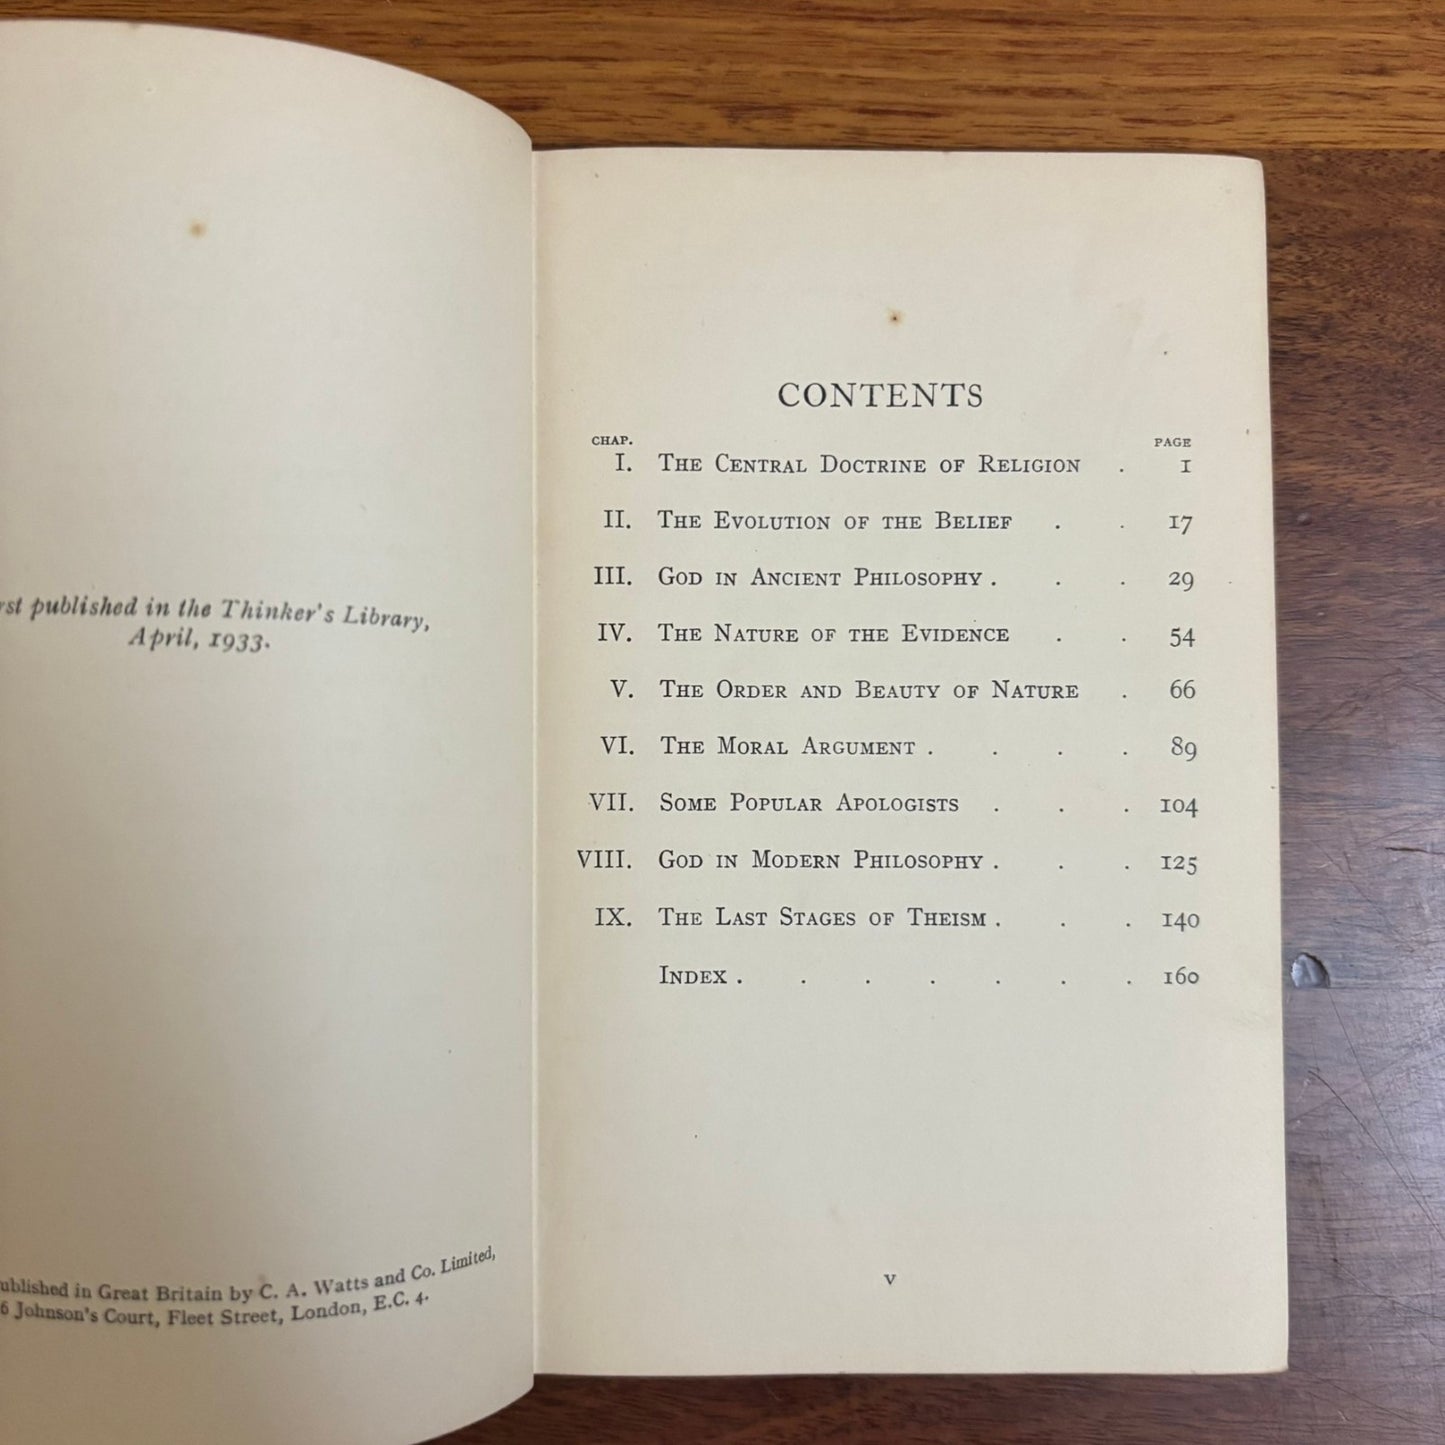 published in the Thinker's Library,
April, 1933.
in Great Britain by C. A. Watts and Co. Limited,
6 Johnson's Court, Fleet Street, London, E.C. 4.
CONTENTS
CHAP. PAGE
I. The Central Doctrine of Religion . 1
II. The Evolution of the Belief . . 17
III. God in Ancient Philosophy . . . 29
IV. The Nature of the Evidence . . 54
V. The Order and Beauty of Nature . 66
VI. The Moral Argument . . . . 89
VII. Some Popular Apologists . . . 104
VIII. God in Modern Philosophy . . . 125
IX. The Last Stages of Theism . . . 140
Index . . . . . . . 160
v